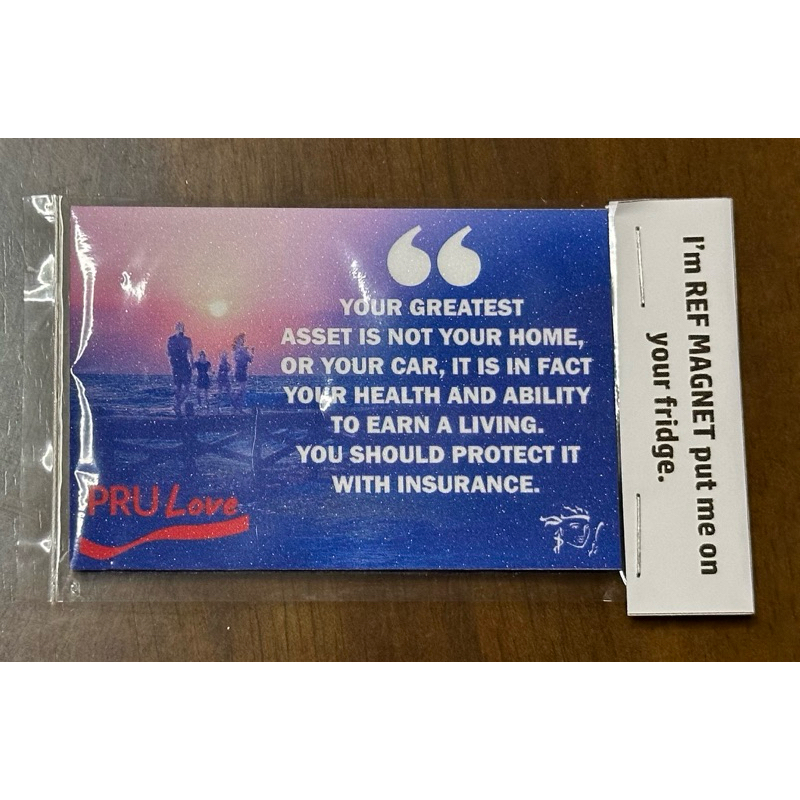 “
YOUR GREATEST
ASSET IS NOT YOUR HOME,
OR YOUR CAR, IT IS IN FACT
YOUR HEALTH AND ABILITY
TO EARN A LIVING.
YOU SHOULD PROTECT IT
WITH INSURANCE.
PRU Love
I'm REF MAGNET put me on
your fridge.